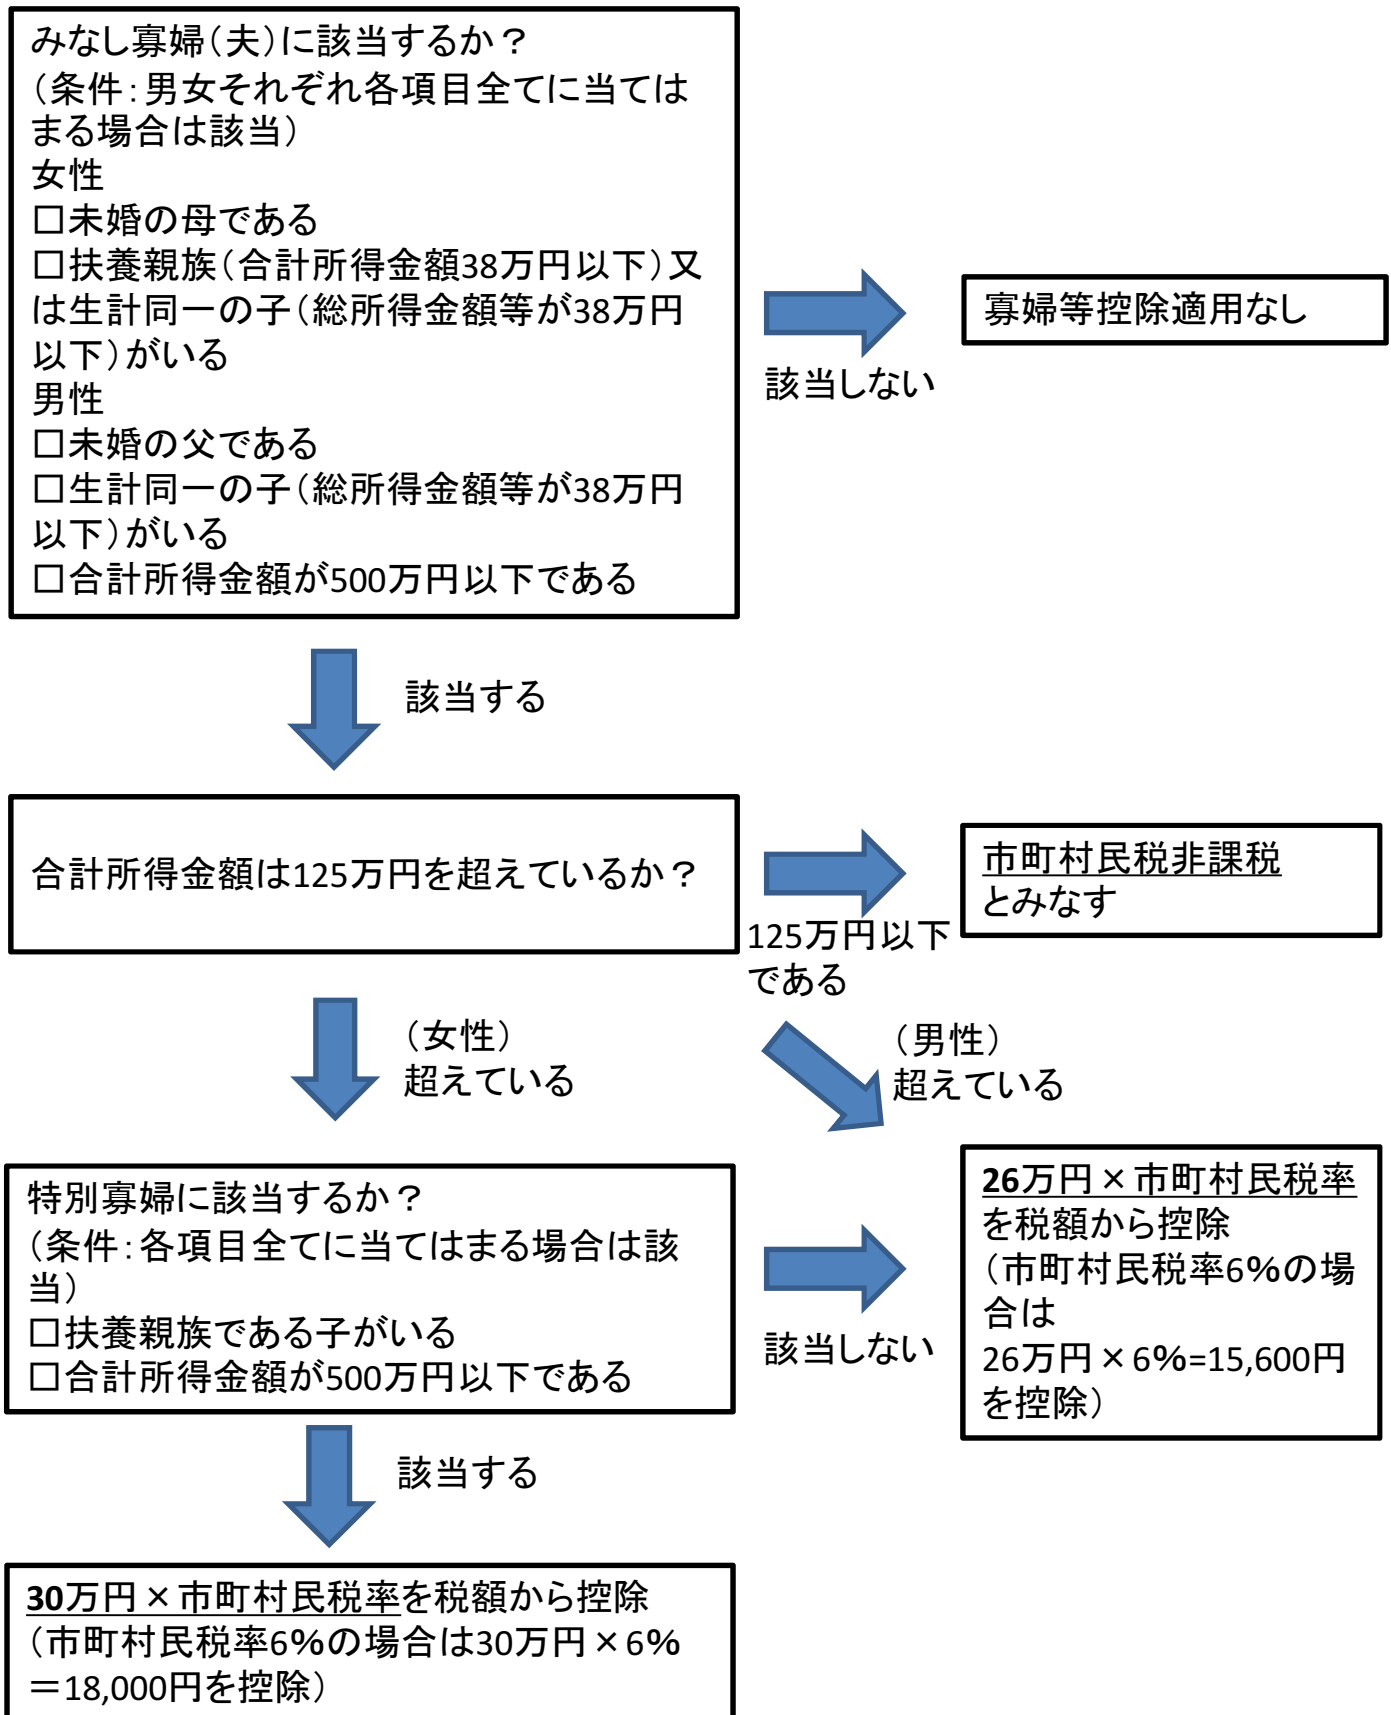 みなし寡婦（夫）に該当するか？
（条件：男女それぞれ各項目全てに当ては
まる場合は該当）
女性
□未婚の母である
□扶養親族（合計所得金額38万円以下）又
は生計同一の子（総所得金額等が38万円
以下）がいる
男性
□未婚の父である
□生計同一の子（総所得金額等が38万円
以下）がいる
□合計所得金額が500万円以下である
該当しない
寡婦等控除適用なし
該当する
合計所得金額は125万円を超えているか？
125万円以下
である
市町村民税非課税
とみなす
（女性）
超えている
（男性）
超えている
特別寡婦に該当するか？
（条件：各項目全てに当てはまる場合は該
当）
□扶養親族である子がいる
□合計所得金額が500万円以下である
該当しない
26万円×市町村民税率
を税額から控除
（市町村民税率6％の場
合は
26万円×6％=15,600円
を控除）
該当する
30万円×市町村民税率を税額から控除
（市町村民税率6％の場合は30万円×6％
＝18,000円を控除）